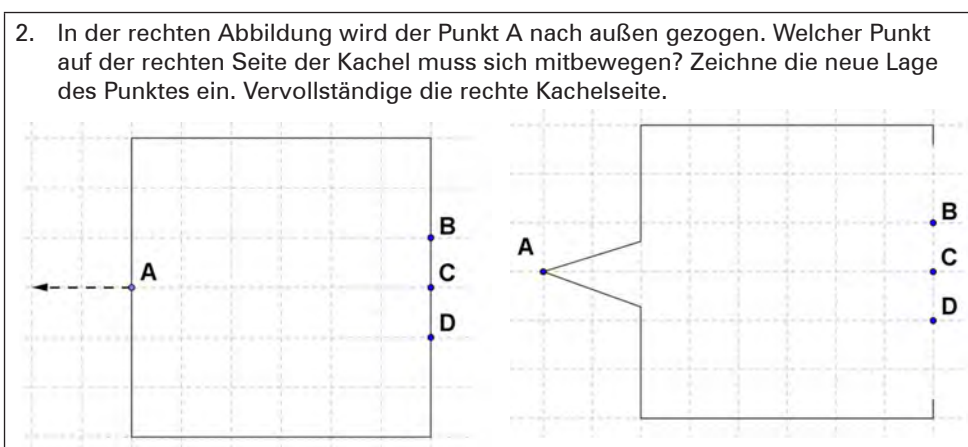 2. In der rechten Abbildung wird der Punkt A nach außen gezogen. Welcher Punkt
auf der rechten Seite der Kachel muss sich mitbewegen? Zeichne die neue Lage
des Punktes ein. Vervollständige die rechte Kachelseite.
A
B
C
D
A
B
C
D